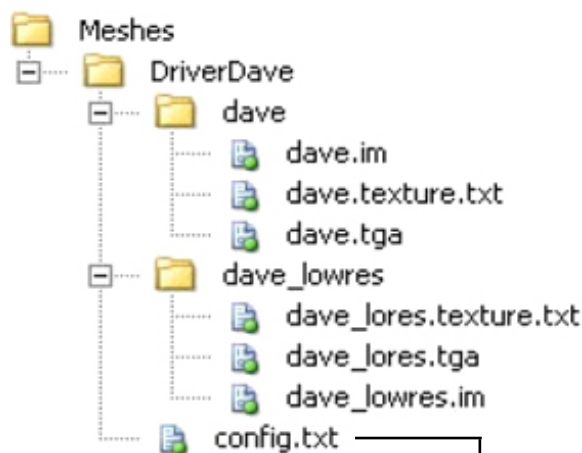 Meshes
DriverDave
dave
dave.im
dave.texture.txt
dave.tga
dave_lowres
dave_lores.texture.txt
dave_lores.tga
dave_lowres.im
config.txt